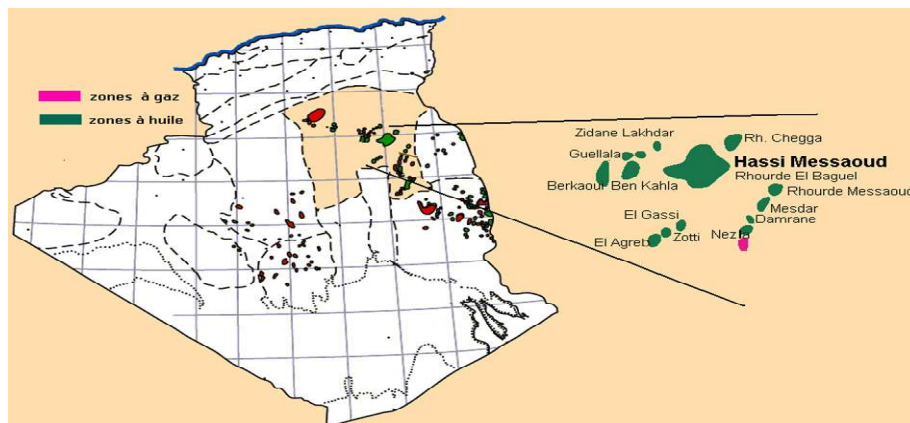 zones à gaz
zones à huile
Zidane Lakhdar
Rh. Chegga
Guellala
Hassi Messaoud
Rhourde El Baguel
Berkaoui Ben Kahla
Rhourde Messaoud
Mesdar
El Gassi
Damrane
El Agreb
Zotti
Nezla